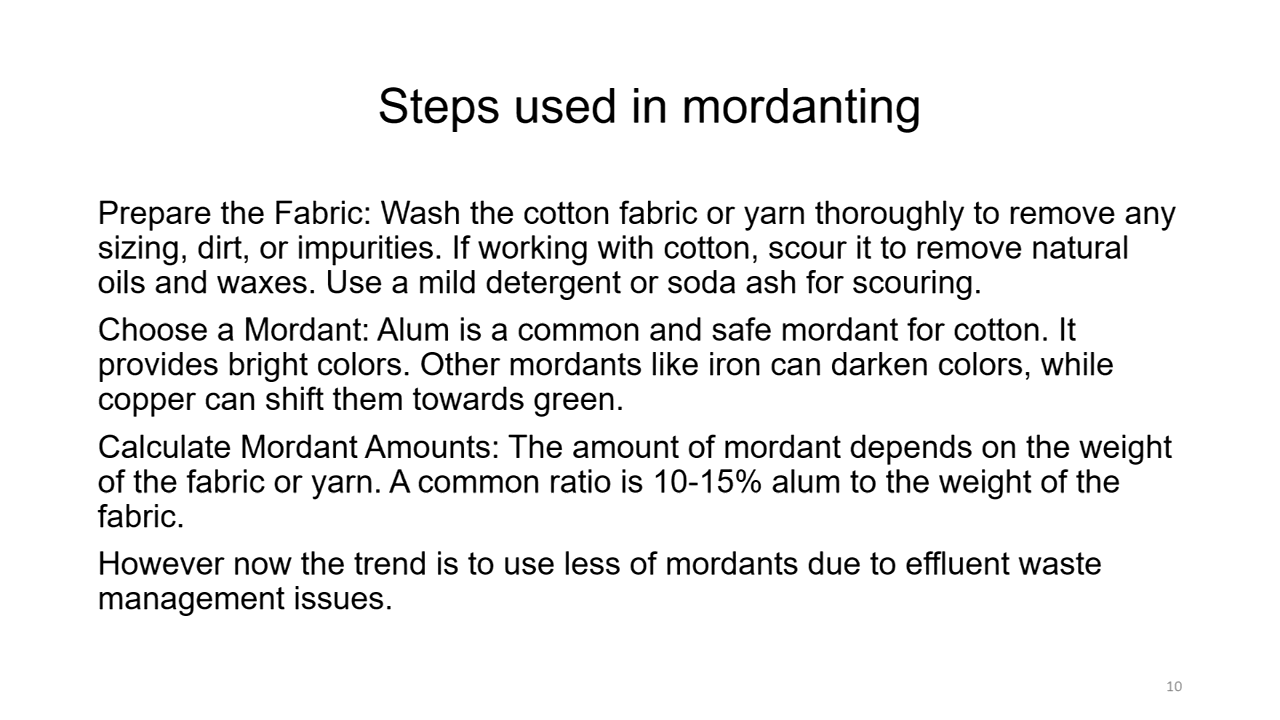 Steps used in mordanting
Prepare the Fabric: Wash the cotton fabric or yarn thoroughly to remove any
sizing, dirt, or impurities. If working with cotton, scour it to remove natural
oils and waxes. Use a mild detergent or soda ash for scouring.
Choose a Mordant: Alum is a common and safe mordant for cotton. It
provides bright colors. Other mordants like iron can darken colors, while
copper can shift them towards green.
Calculate Mordant Amounts: The amount of mordant depends on the weight
of the fabric or yarn. A common ratio is 10-15% alum to the weight of the
fabric.
However now the trend is to use less of mordants due to effluent waste
management issues.
10